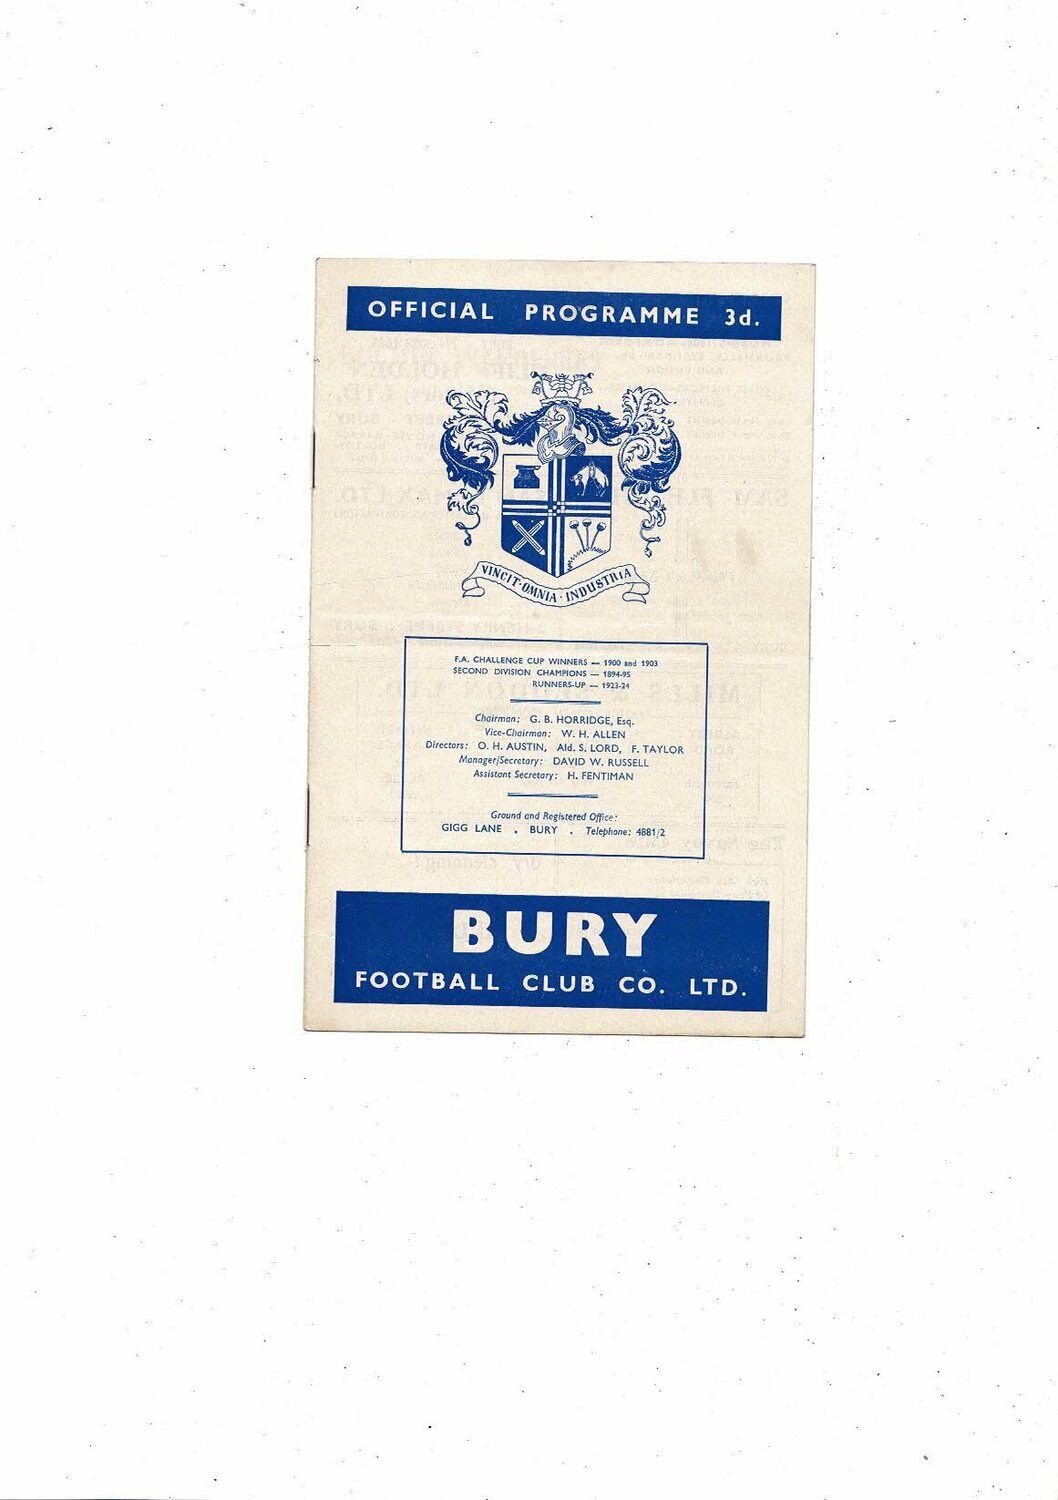 OFFICIAL PROGRAMME 3d.
VINCIT · OMNIA · INDUSTRIA
F.A. CHALLENGE CUP WINNERS — 1900 and 1903
SECOND DIVISION CHAMPIONS — 1894-95
RUNNERS-UP — 1923-24
Chairman: G. B. HORRIDGE, Esq.
Vice-Chairman: W. H. ALLEN
Directors: O. H. AUSTIN, Ald. S. LORD, F. TAYLOR
Manager/Secretary: DAVID W. RUSSELL
Assistant Secretary: H. FENTIMAN
Ground and Registered Office:
GIGG LANE . BURY . Telephone: 4881/2
BURY
FOOTBALL CLUB CO. LTD.